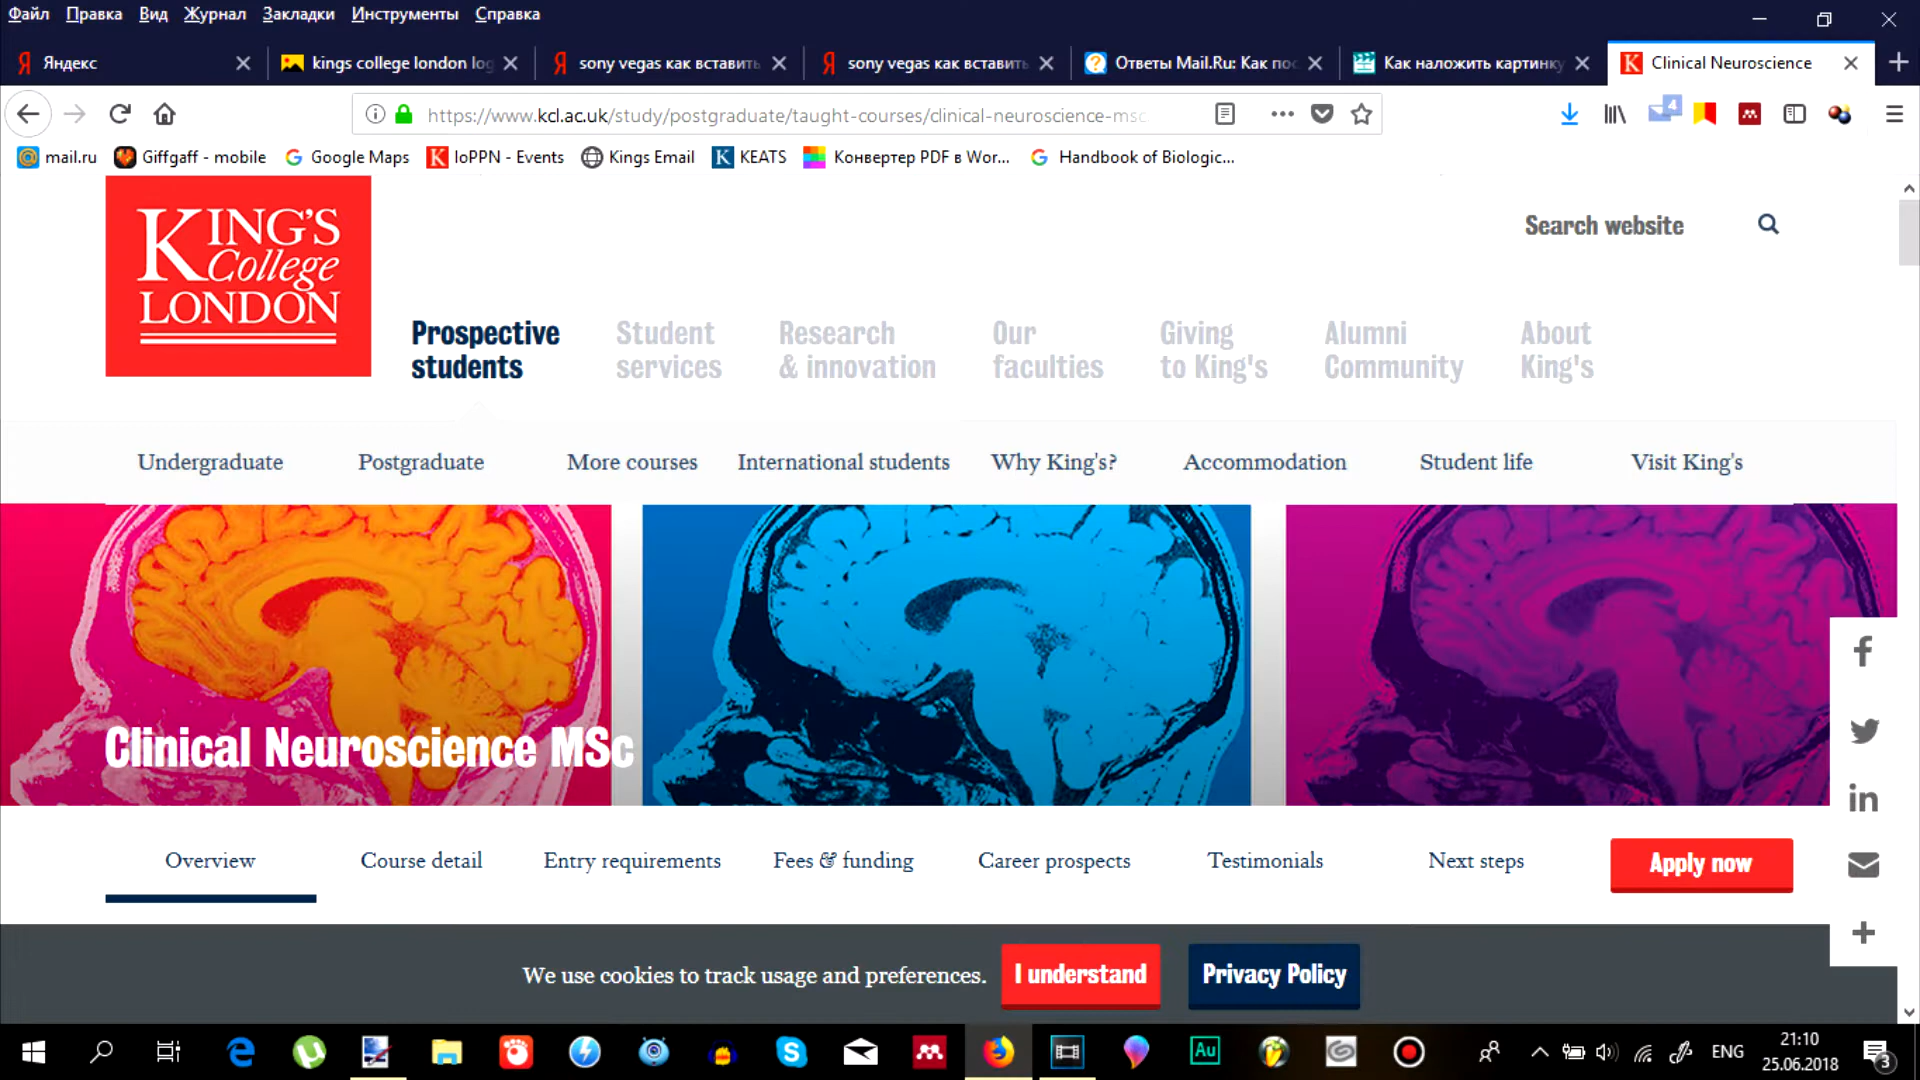 Файл Правка Вид Журнал Закладки Инструменты Справка
Яндекс
kings college london log
sony vegas как вставить
sony vegas как вставить
Ответы Mail.Ru: Как пос
Как наложить картинку
Clinical Neuroscience
https://www.kcl.ac.uk/study/postgraduate/taught-courses/clinical-neuroscience-msc
4
mail.ru
Giffgaff - mobile
Google Maps
IoPPN - Events
Kings Email
KEATS
Конвертер PDF в Wor...
Handbook of Biologic...
KING'S
College
LONDON
Search website
Prospective
students
Student
services
Research
& innovation
Our
faculties
Giving
to King's
Alumni
Community
About
King's
Undergraduate
Postgraduate
More courses
International students
Why King's?
Accommodation
Student life
Visit King's
Clinical Neuroscience MSc
Overview
Course detail
Entry requirements
Fees & funding
Career prospects
Testimonials
Next steps
Apply now
We use cookies to track usage and preferences.
I understand
Privacy Policy
Au
ENG
21:10
25.06.2018
3